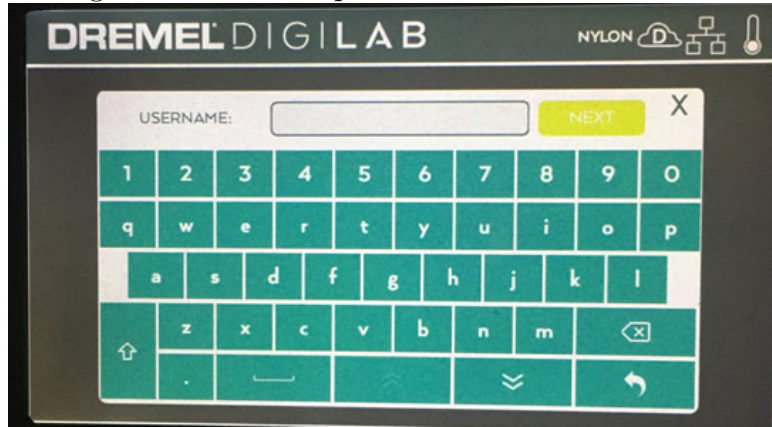 DREMEL DIGILAB NYLON D
USERNAME: NEXT X
1 2 3 4 5 6 7 8 9 0
q w e r t y u i o p
a s d f g h j k l
z x c v b n m
.